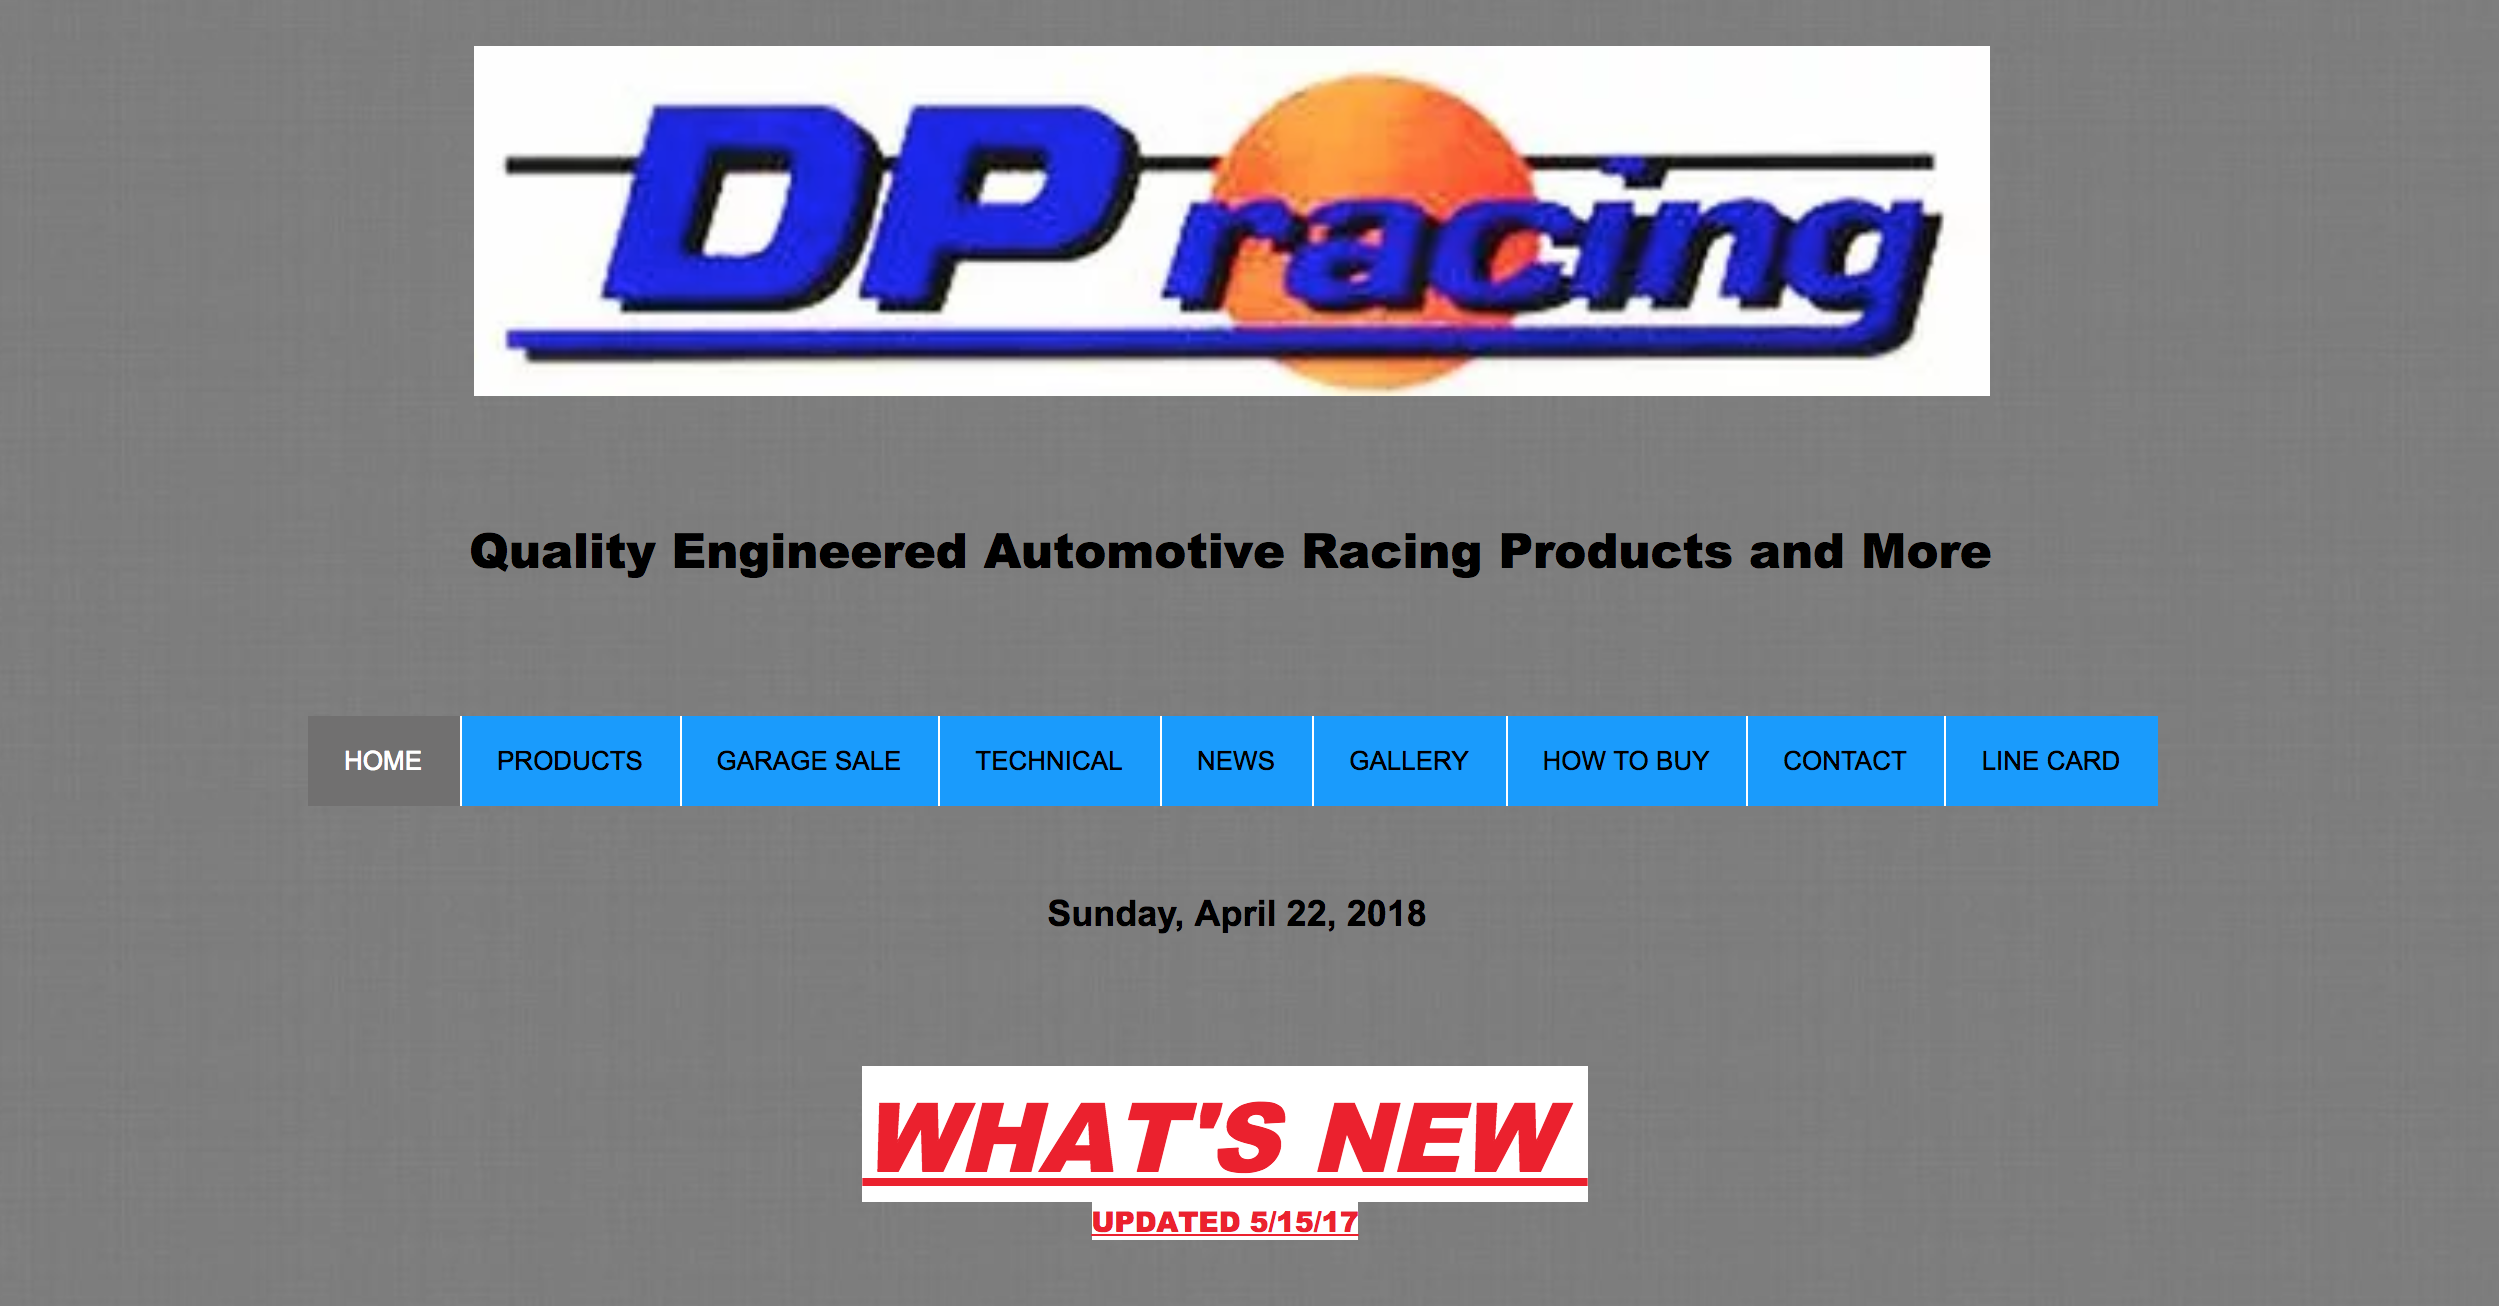 DP racing
Quality Engineered Automotive Racing Products and More
HOME PRODUCTS GARAGE SALE TECHNICAL NEWS GALLERY HOW TO BUY CONTACT LINE CARD
Sunday, April 22, 2018
WHAT'S NEW
UPDATED 5/15/17